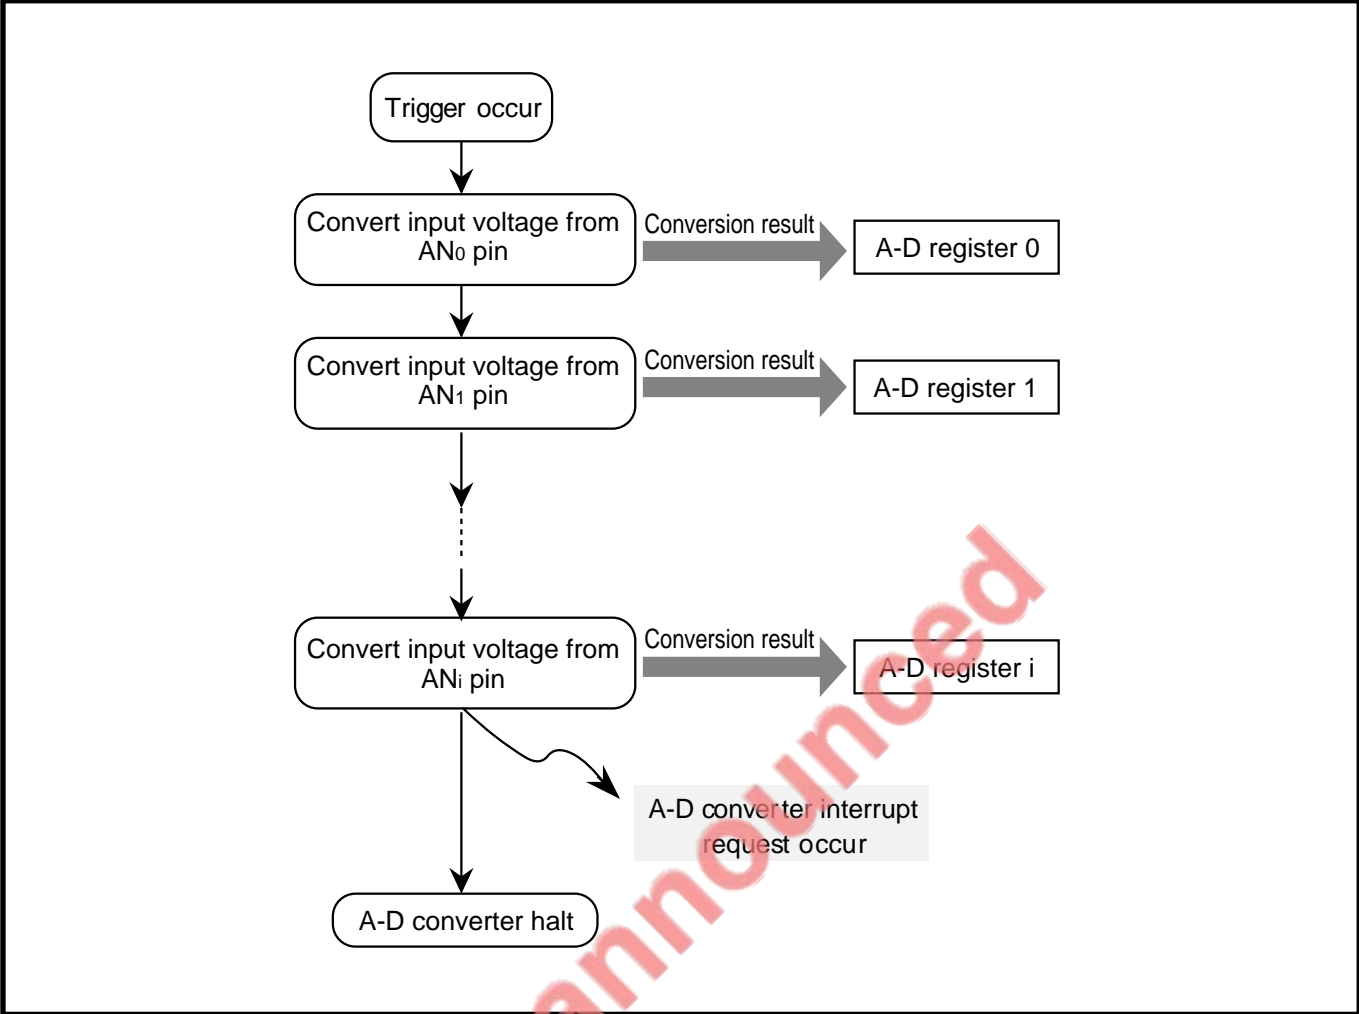 Trigger occur
Convert input voltage from
AN0 pin
Conversion result
A-D register 0
Convert input voltage from
AN1 pin
Conversion result
A-D register 1
Convert input voltage from
ANi pin
Conversion result
A-D register i
A-D converter interrupt
request occur
A-D converter halt
announced